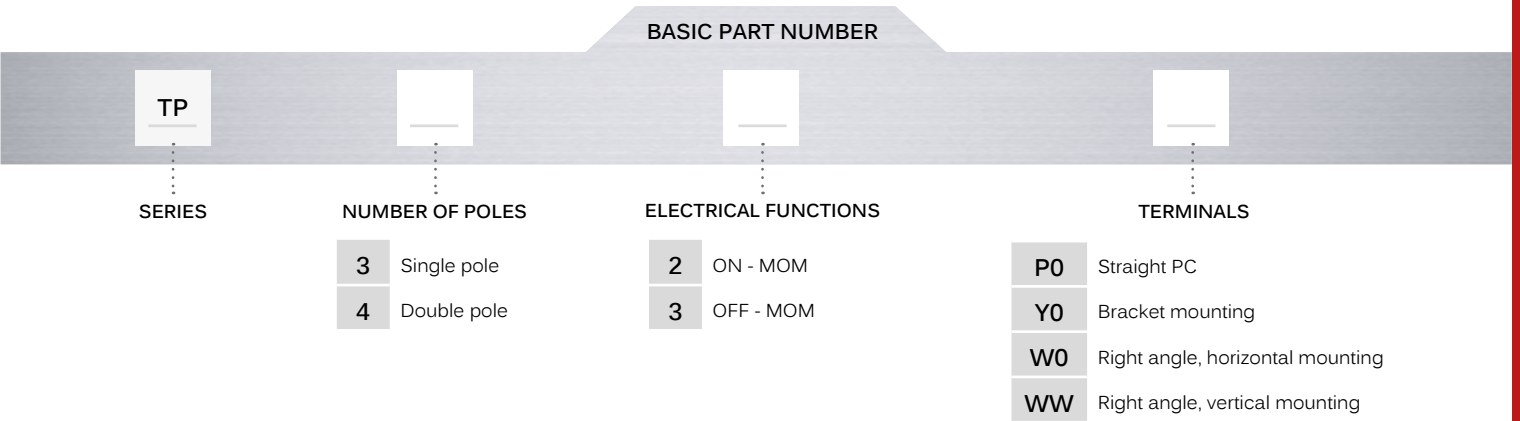 BASIC PART NUMBER
TP
SERIES
NUMBER OF POLES
3 Single pole
4 Double pole
ELECTRICAL FUNCTIONS
2 ON - MOM
3 OFF - MOM
TERMINALS
P0 Straight PC
Y0 Bracket mounting
W0 Right angle, horizontal mounting
WW Right angle, vertical mounting